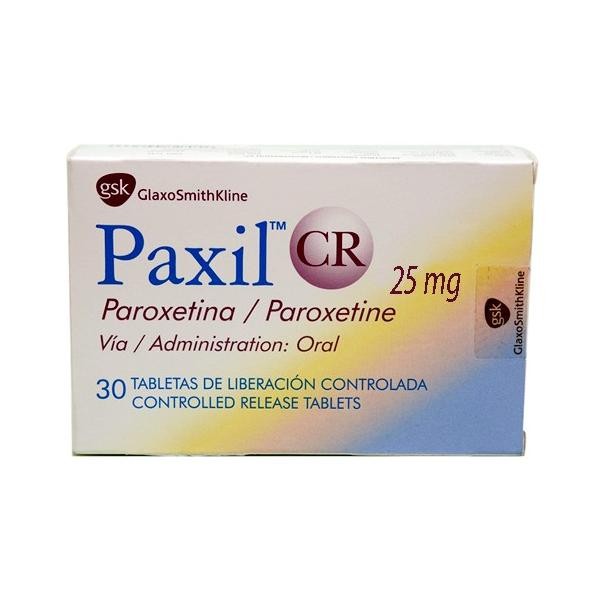 gsk GlaxoSmithKline
Paxil™ CR 25 mg
Paroxetina / Paroxetine
Vía / Administration: Oral
30 TABLETAS DE LIBERACIÓN CONTROLADA
CONTROLLED RELEASE TABLETS
gsk GlaxoSmithKline